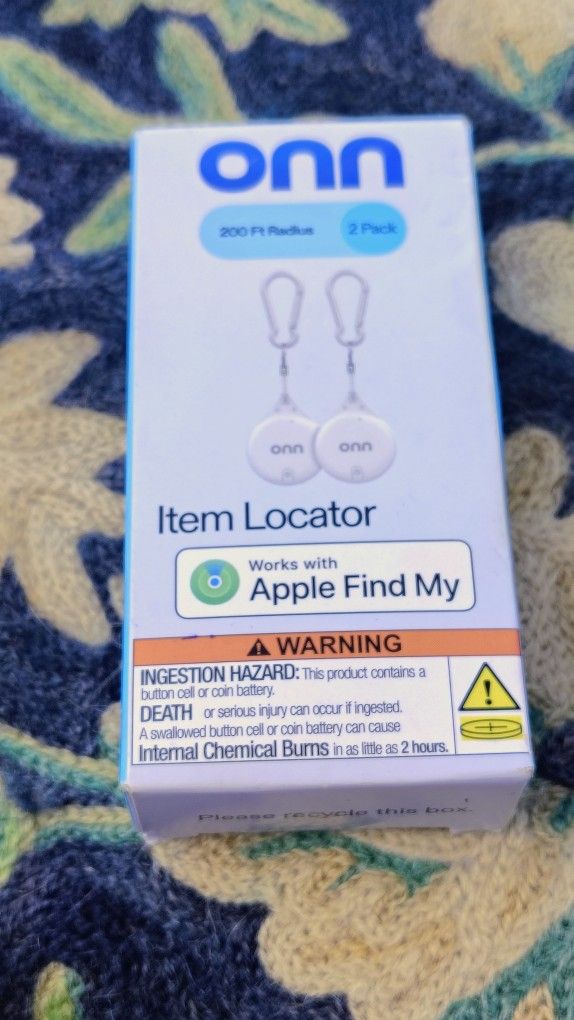 onn
200 Ft Radius 2 Pack
onn onn
Item Locator
Works with
Apple Find My
WARNING
INGESTION HAZARD: This product contains a
button cell or coin battery.
DEATH or serious injury can occur if ingested.
A swallowed button cell or coin battery can cause
Internal Chemical Burns in as little as 2 hours.
Please recycle this box.